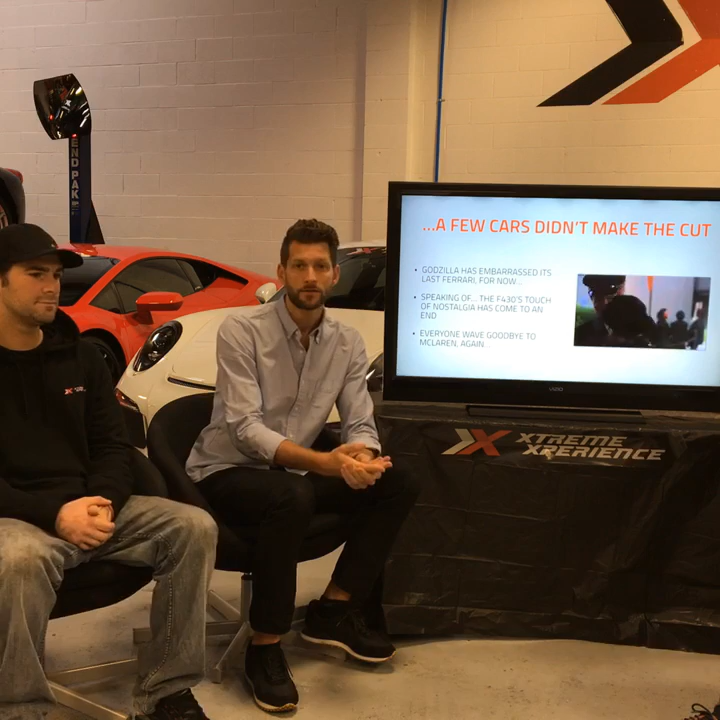 END PAK
...A FEW CARS DIDN'T MAKE THE CUT
• GODZILLA HAS EMBARRASSED ITS
LAST FERRARI, FOR NOW...
• SPEAKING OF... THE F430'S TOUCH
OF NOSTALGIA HAS COME TO AN
END
• EVERYONE WAVE GOODBYE TO
MCLAREN. AGAIN...
VIZIO
XTREME
XPERIENCE